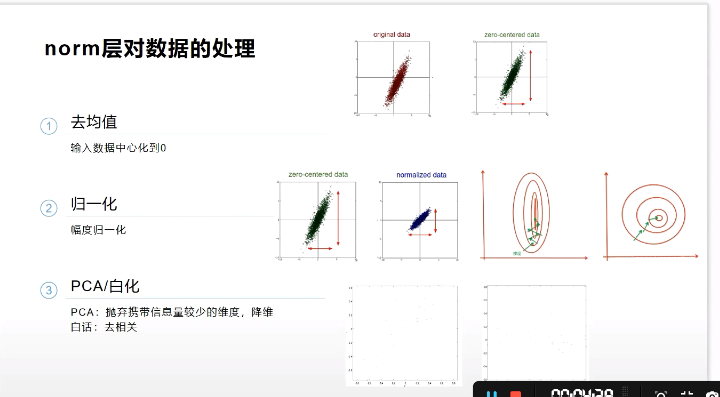 norm层对数据的处理
original data
zero-centered data
1
去均值
输入数据中心化到0
zero-centered data
normalized data
2
归一化
幅度归一化
3
PCA/白化
PCA：抛弃携带信息量较少的维度，降维
白话：去相关
00:04:28